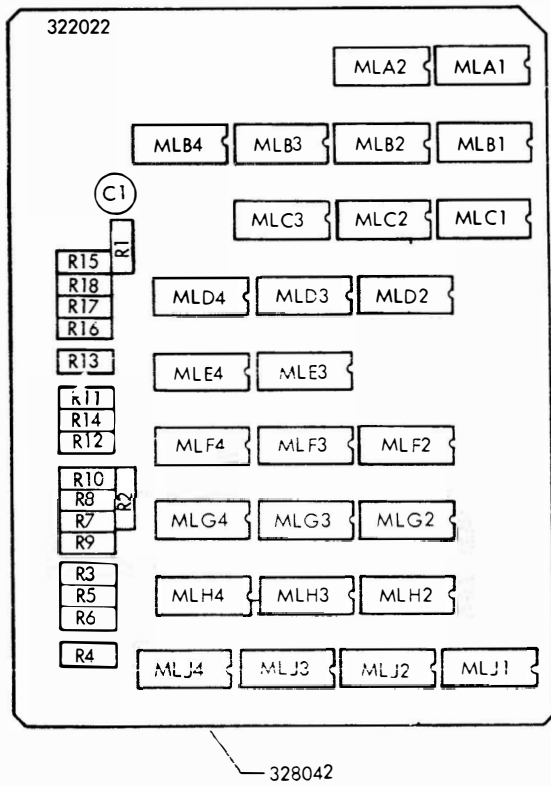 322022
MLA2 MLA1
MLB4 MLB3 MLB2 MLB1
C1
MLC3 MLC2 MLC1
R1
R15
R18
R17
R16
MLD4 MLD3 MLD2
R13
MLE4 MLE3
R11
R14
R12
MLF4 MLF3 MLF2
R10
R8
R2
R7
R9
MLG4 MLG3 MLG2
R3
R5
R6
MLH4 MLH3 MLH2
R4
MLJ4 MLJ3 MLJ2 MLJ1
328042